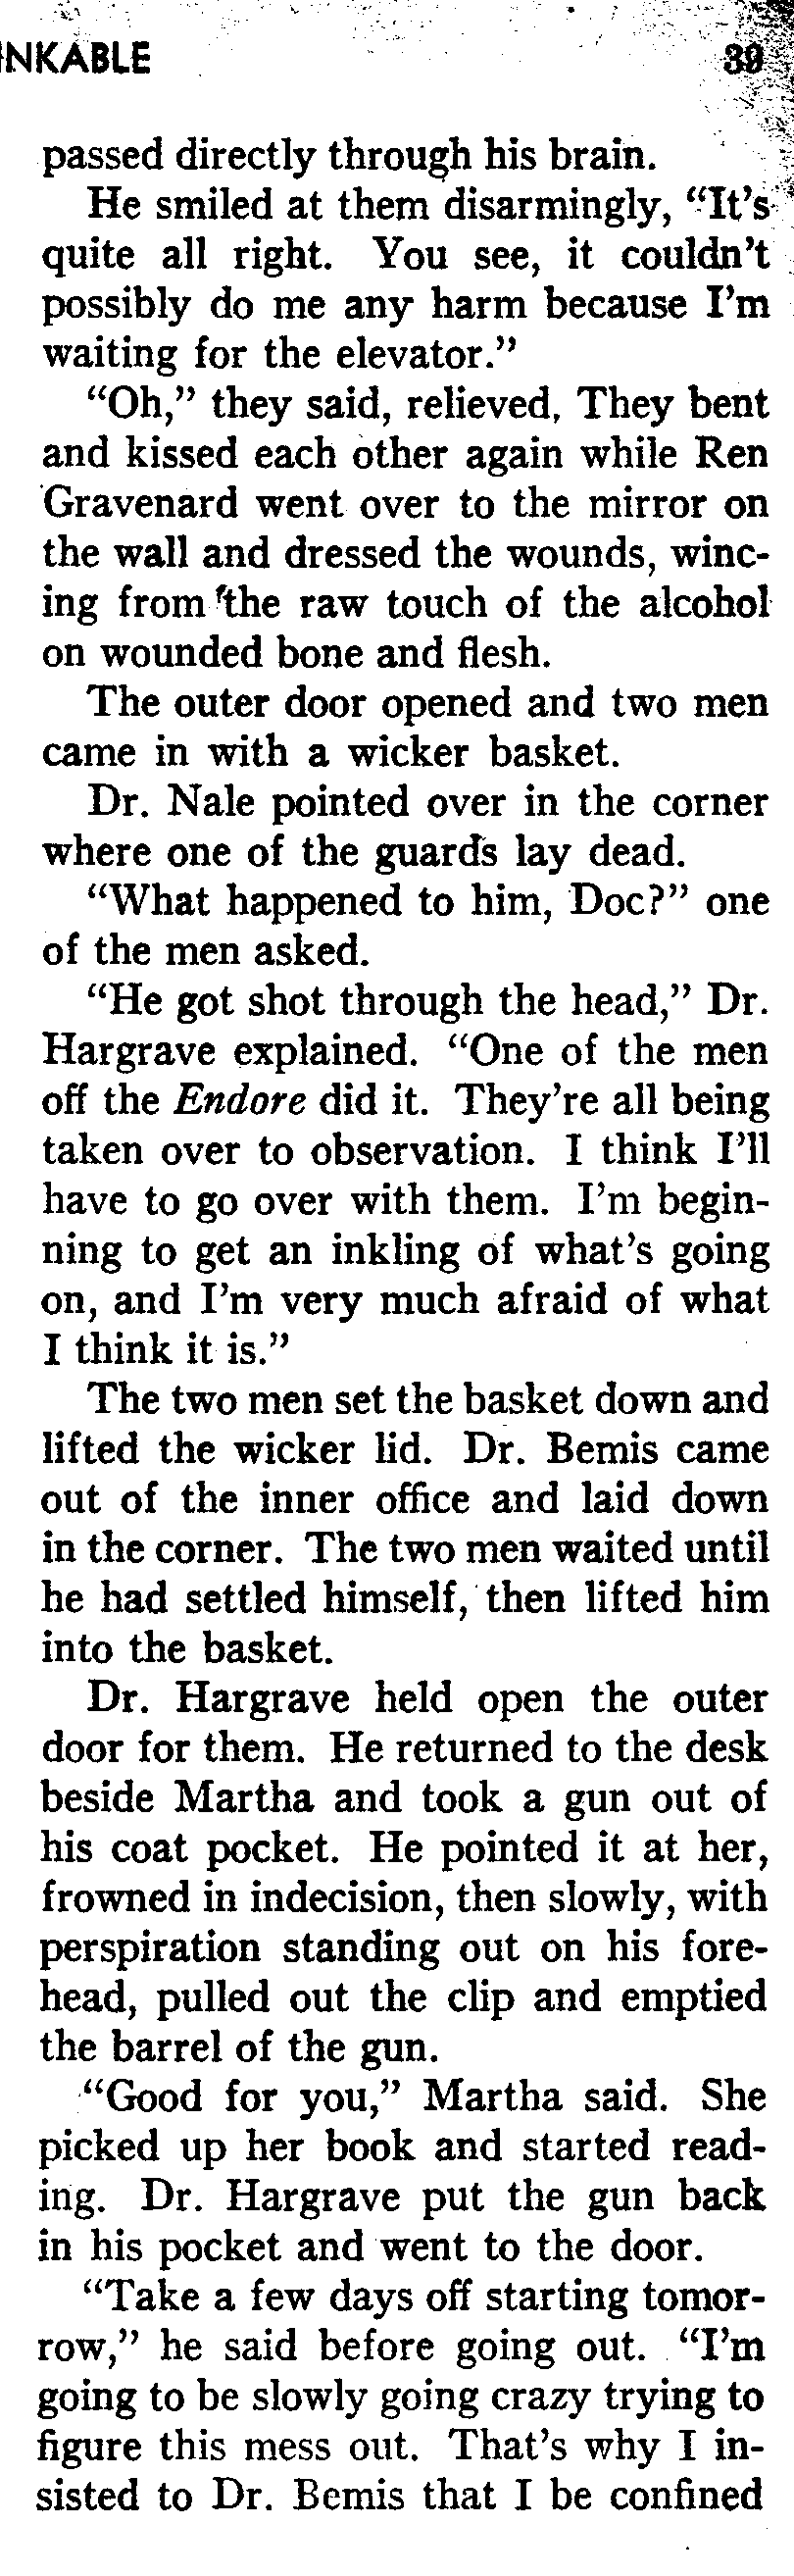 INKABLE 39
passed directly through his brain.
He smiled at them disarmingly, “It’s
quite all right. You see, it couldn’t
possibly do me any harm because I’m
waiting for the elevator.”
“Oh,” they said, relieved, They bent
and kissed each other again while Ren
Gravenard went over to the mirror on
the wall and dressed the wounds, winc-
ing from the raw touch of the alcohol
on wounded bone and flesh.
The outer door opened and two men
came in with a wicker basket.
Dr. Nale pointed over in the corner
where one of the guards lay dead.
“What happened to him, Doc?” one
of the men asked.
“He got shot through the head,” Dr.
Hargrave explained. “One of the men
off the Endore did it. They’re all being
taken over to observation. I think I’ll
have to go over with them. I’m begin-
ning to get an inkling of what’s going
on, and I’m very much afraid of what
I think it is.”
The two men set the basket down and
lifted the wicker lid. Dr. Bemis came
out of the inner office and laid down
in the corner. The two men waited until
he had settled himself, then lifted him
into the basket.
Dr. Hargrave held open the outer
door for them. He returned to the desk
beside Martha and took a gun out of
his coat pocket. He pointed it at her,
frowned in indecision, then slowly, with
perspiration standing out on his fore-
head, pulled out the clip and emptied
the barrel of the gun.
“Good for you,” Martha said. She
picked up her book and started read-
ing. Dr. Hargrave put the gun back
in his pocket and went to the door.
“Take a few days off starting tomor-
row,” he said before going out. “I’m
going to be slowly going crazy trying to
figure this mess out. That’s why I in-
sisted to Dr. Bemis that I be confined